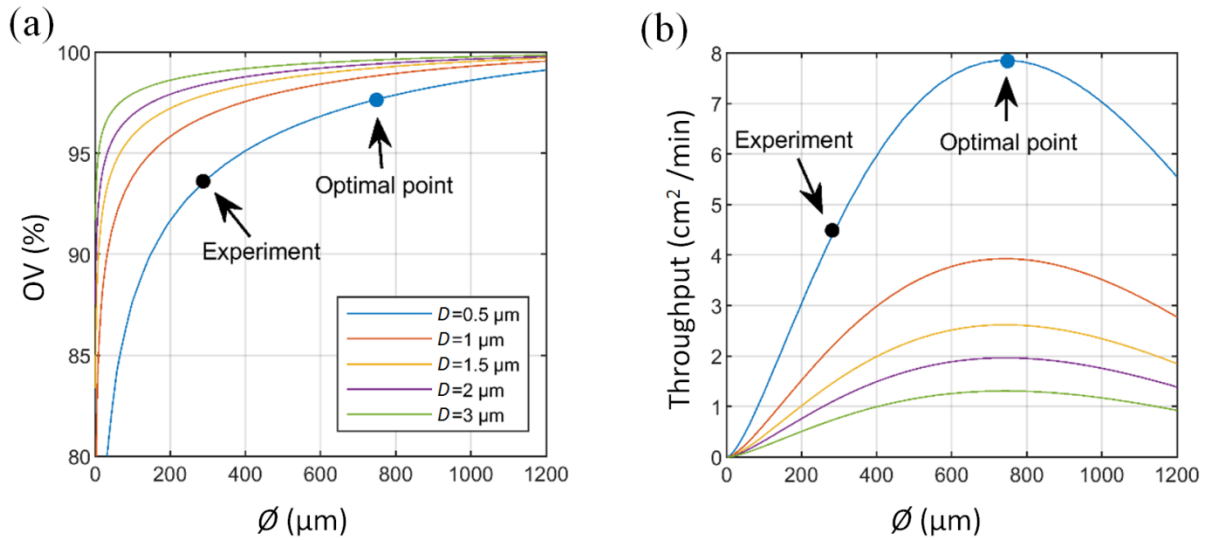 (a)
100
95
90
85
80
OV (%)
0
200
400
600
800
1000
1200
Ø (µm)
Optimal point
Experiment
D=0.5 µm
D=1 µm
D=1.5 µm
D=2 µm
D=3 µm
(b)
8
7
6
5
4
3
2
1
0
Throughput (cm² /min)
0
200
400
600
800
1000
1200
Ø (µm)
Experiment
Optimal point